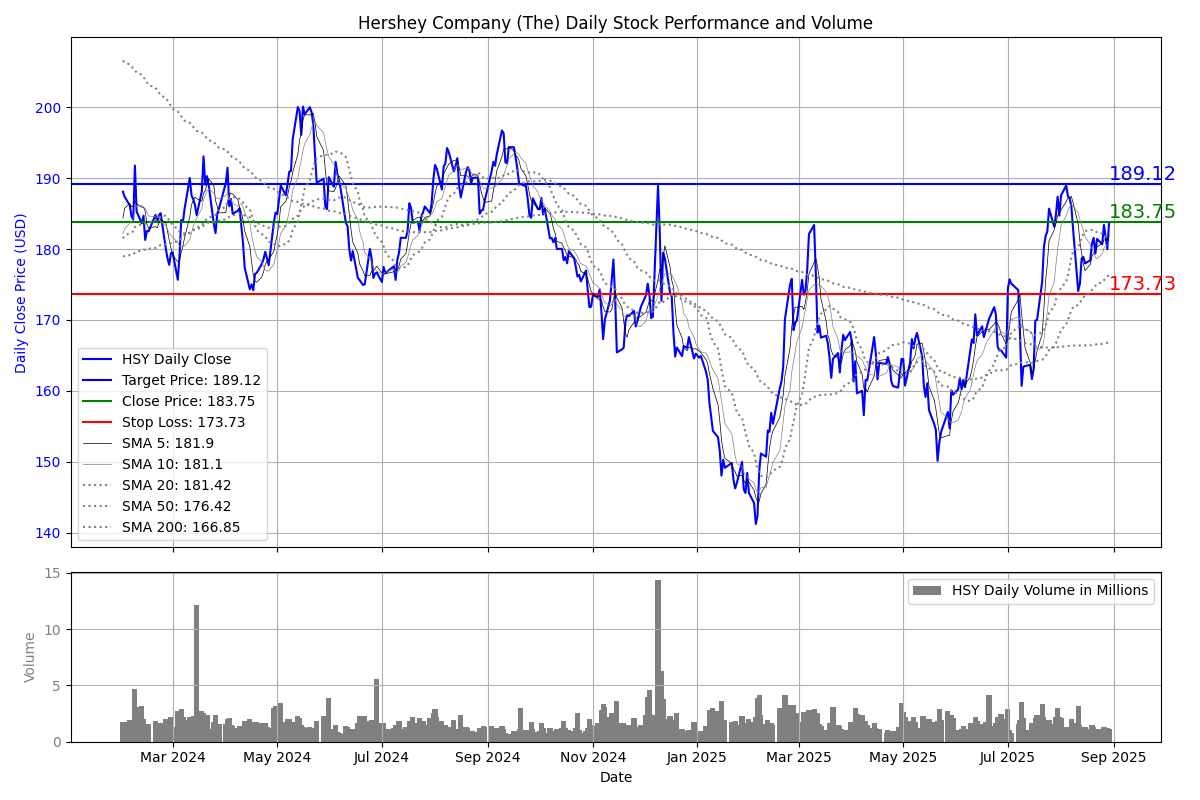 Hershey Company (The) Daily Stock Performance and Volume
Daily Close Price (USD)
200
190
180
170
160
150
140
189.12
183.75
173.73
HSY Daily Close
Target Price: 189.12
Close Price: 183.75
Stop Loss: 173.73
SMA 5: 181.9
SMA 10: 181.1
SMA 20: 181.42
SMA 50: 176.42
SMA 200: 166.85
Volume
15
10
5
0
HSY Daily Volume in Millions
Mar 2024
May 2024
Jul 2024
Sep 2024
Nov 2024
Jan 2025
Mar 2025
May 2025
Jul 2025
Sep 2025
Date